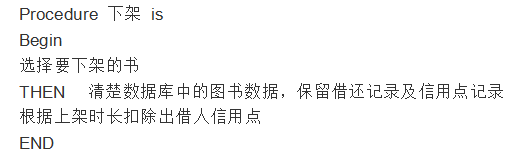 Procedure 下架 is
Begin
选择要下架的书
THEN 清楚数据库中的图书数据，保留借还记录及信用点记录
根据上架时长扣除出借人信用点
END